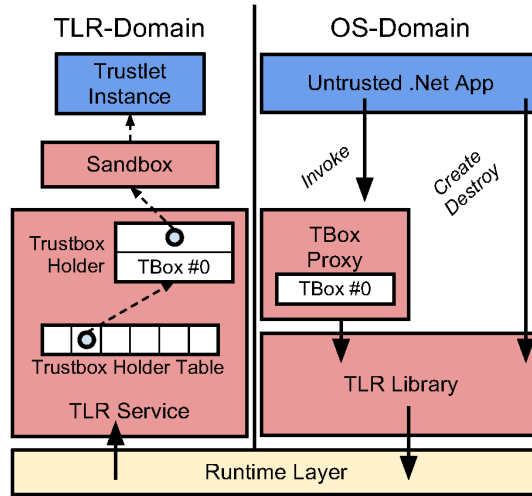 TLR-Domain
OS-Domain
Trustlet
Instance
Untrusted .Net App
Sandbox
Invoke
Create
Destroy
Trustbox
Holder
TBox #0
TBox
Proxy
TBox #0
Trustbox Holder Table
TLR Service
TLR Library
Runtime Layer